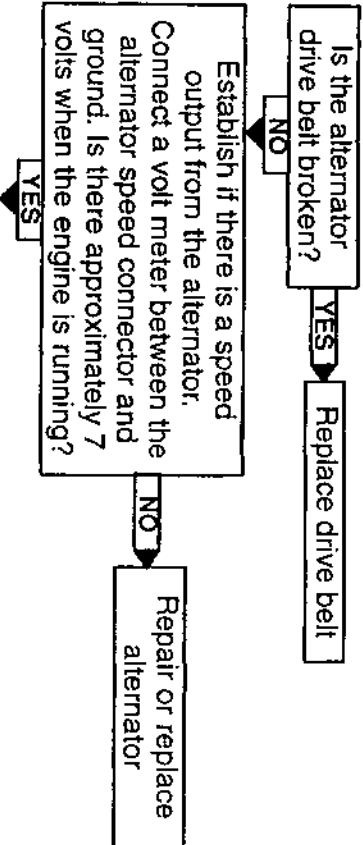 Is the alternator
drive belt broken?
YES
Replace drive belt
NO
Establish if there is a speed
output from the alternator.
Connect a volt meter between the
alternator speed connector and
ground. Is there approximately 7
volts when the engine is running?
NO
Repair or replace
alternator
YES